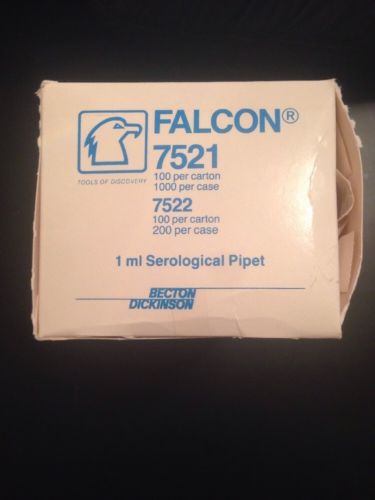 FALCON®
7521
TOOLS OF DISCOVERY
100 per carton
1000 per case
7522
100 per carton
200 per case
1 ml Serological Pipet
BECTON
DICKINSON